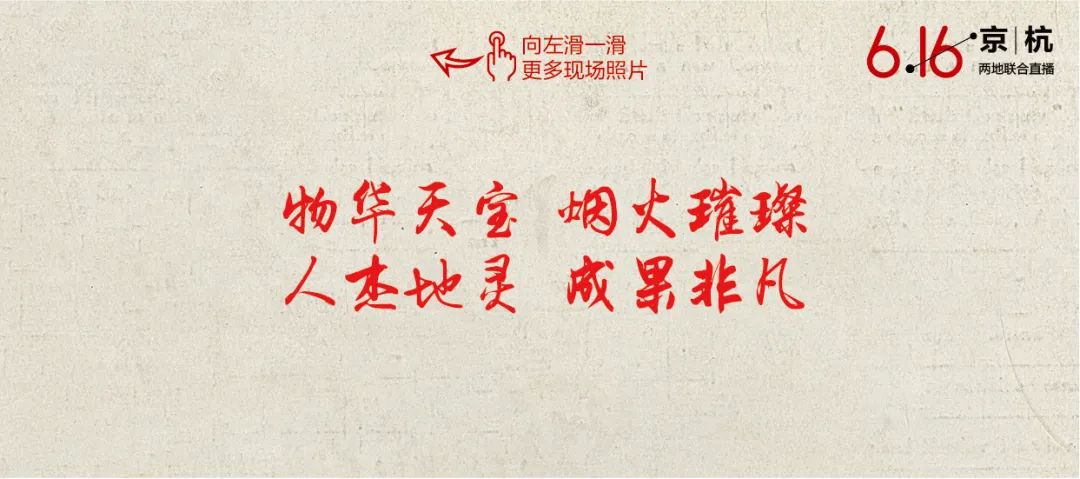 向左滑一滑
更多现场照片
6.16 京|杭
两地联合直播
物华天宝 烟火璀璨
人杰地灵 成果非凡